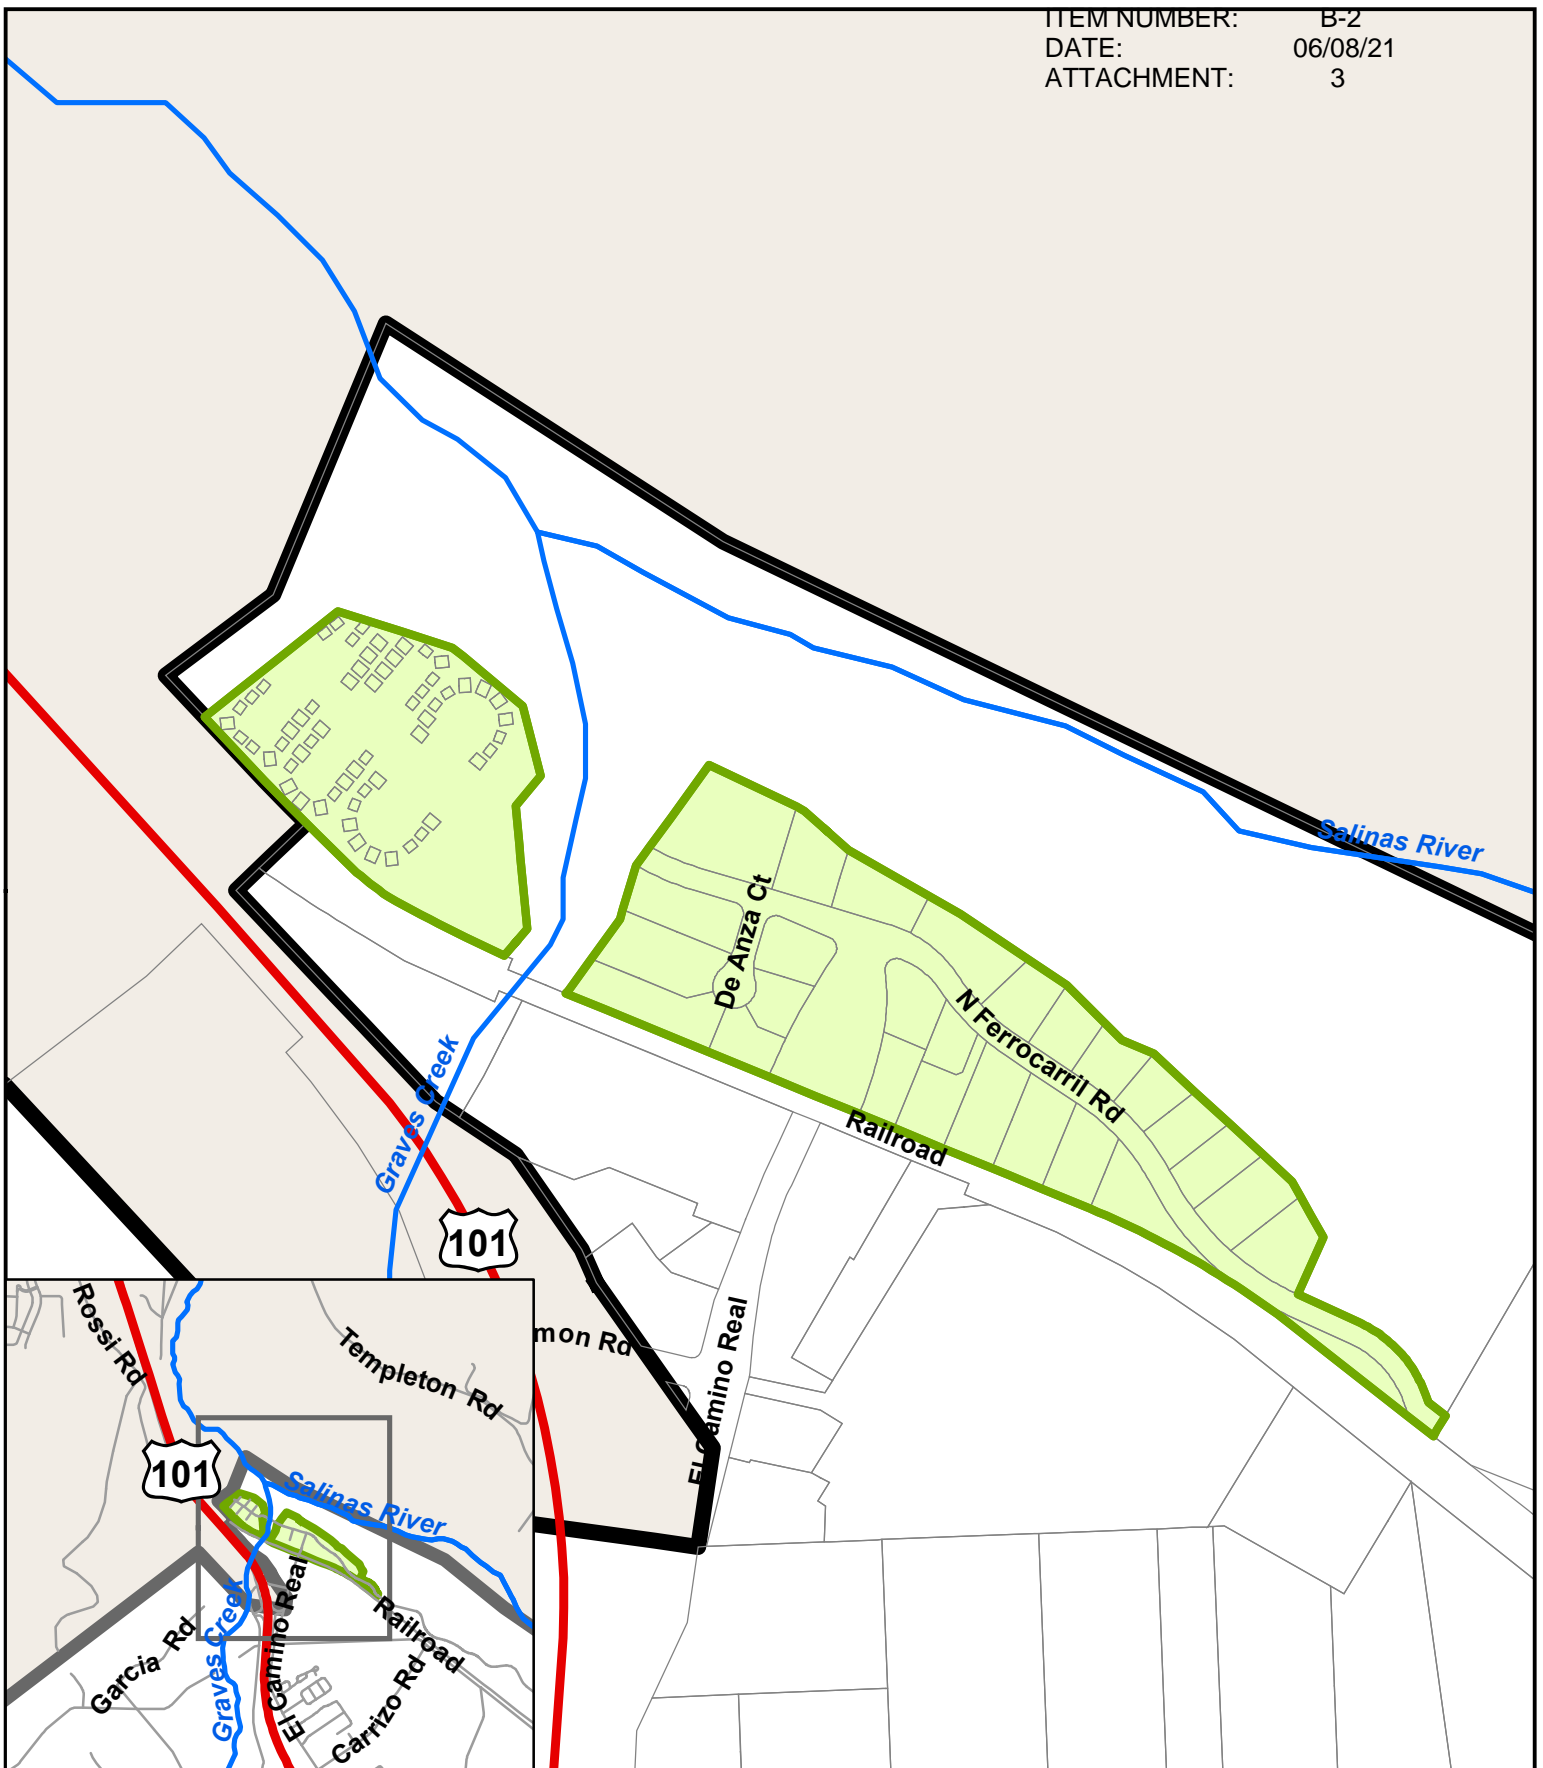 ITEM NUMBER: B-2
DATE: 06/08/21
ATTACHMENT: 3
Salinas River
De Anza Ct
N Ferrocarril Rd
Graves Creek
Railroad
101
mon Rd
El Camino Real
Rossi Rd
Templeton Rd
101
Salinas River
El Camino Real
Railroad
Garcia Rd
Graves Creek
Carrizo Rd